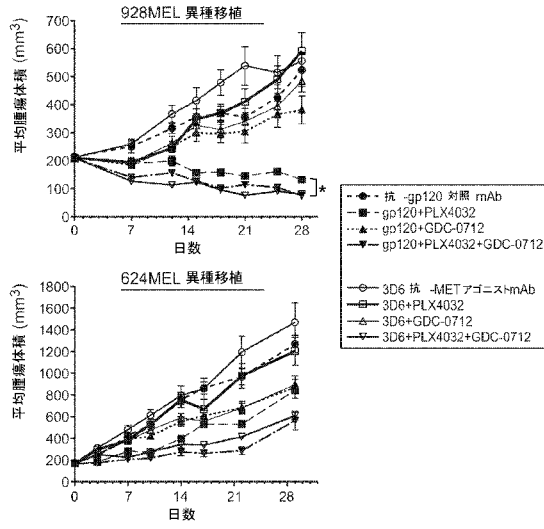 928MEL 異種移植
平均腫瘍体積 (mm³)
700
600
500
400
300
200
100
0
0
7
14
21
28
日数
*
抗 -gp120 対照 mAb
gp120+PLX4032
gp120+GDC-0712
gp120+PLX4032+GDC-0712
3D6 抗 -METアゴニストmAb
3D6+PLX4032
3D6+GDC-0712
3D6+PLX4032+GDC-0712
624MEL 異種移植
平均腫瘍体積 (mm³)
1800
1600
1400
1200
1000
800
600
400
200
0
0
7
14
21
28
日数